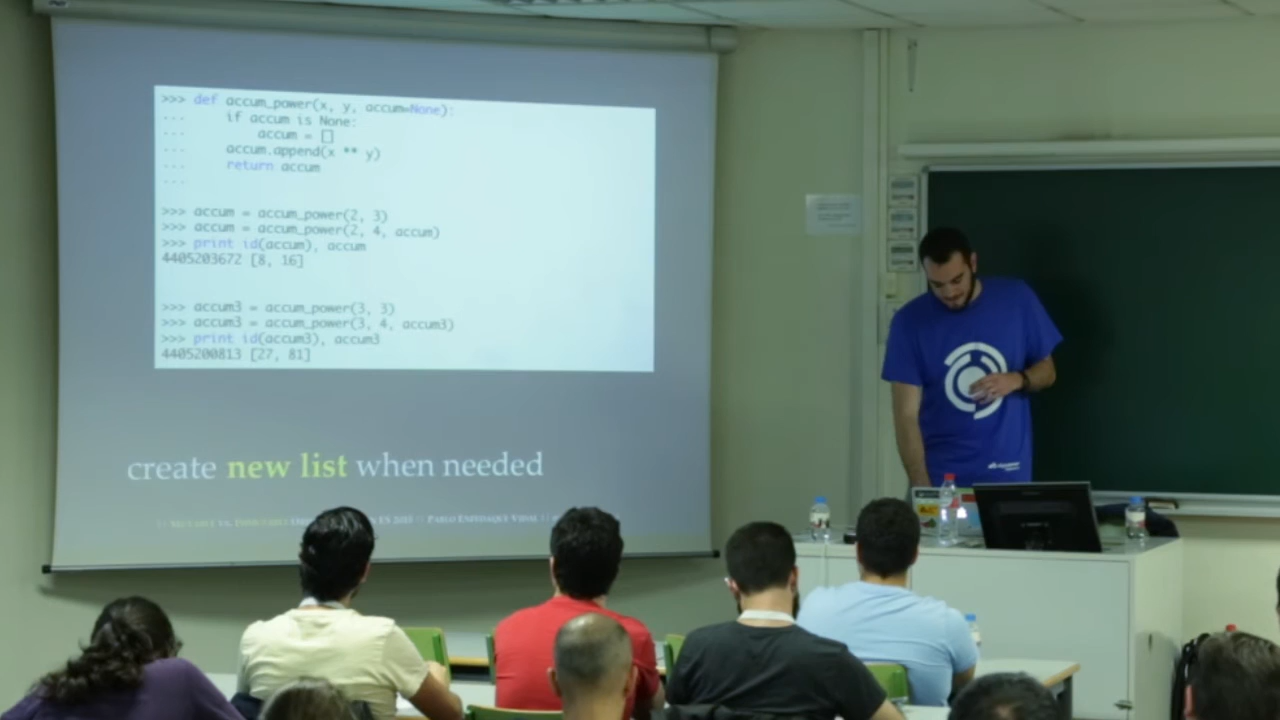 >>> def accum_power(x, y, accum=None):
...     if accum is None:
...         accum = []
...     accum.append(x ** y)
...     return accum
...
>>> accum = accum_power(2, 3)
>>> accum = accum_power(2, 4, accum)
>>> print id(accum), accum
4405203672 [8, 16]
>>> accum3 = accum_power(3, 3)
>>> accum3 = accum_power(3, 4, accum3)
>>> print id(accum3), accum3
4405200813 [27, 81]
create new list when needed